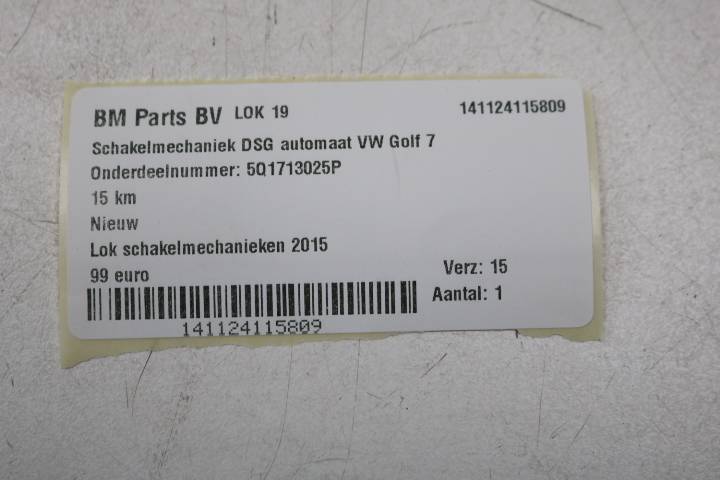 BM Parts BV LOK 19 141124115809
Schakelmechaniek DSG automaat VW Golf 7
Onderdeelnummer: 5Q1713025P
15 km
Nieuw
Lok schakelmechanieken 2015
99 euro Verz: 15
Aantal: 1
141124115809